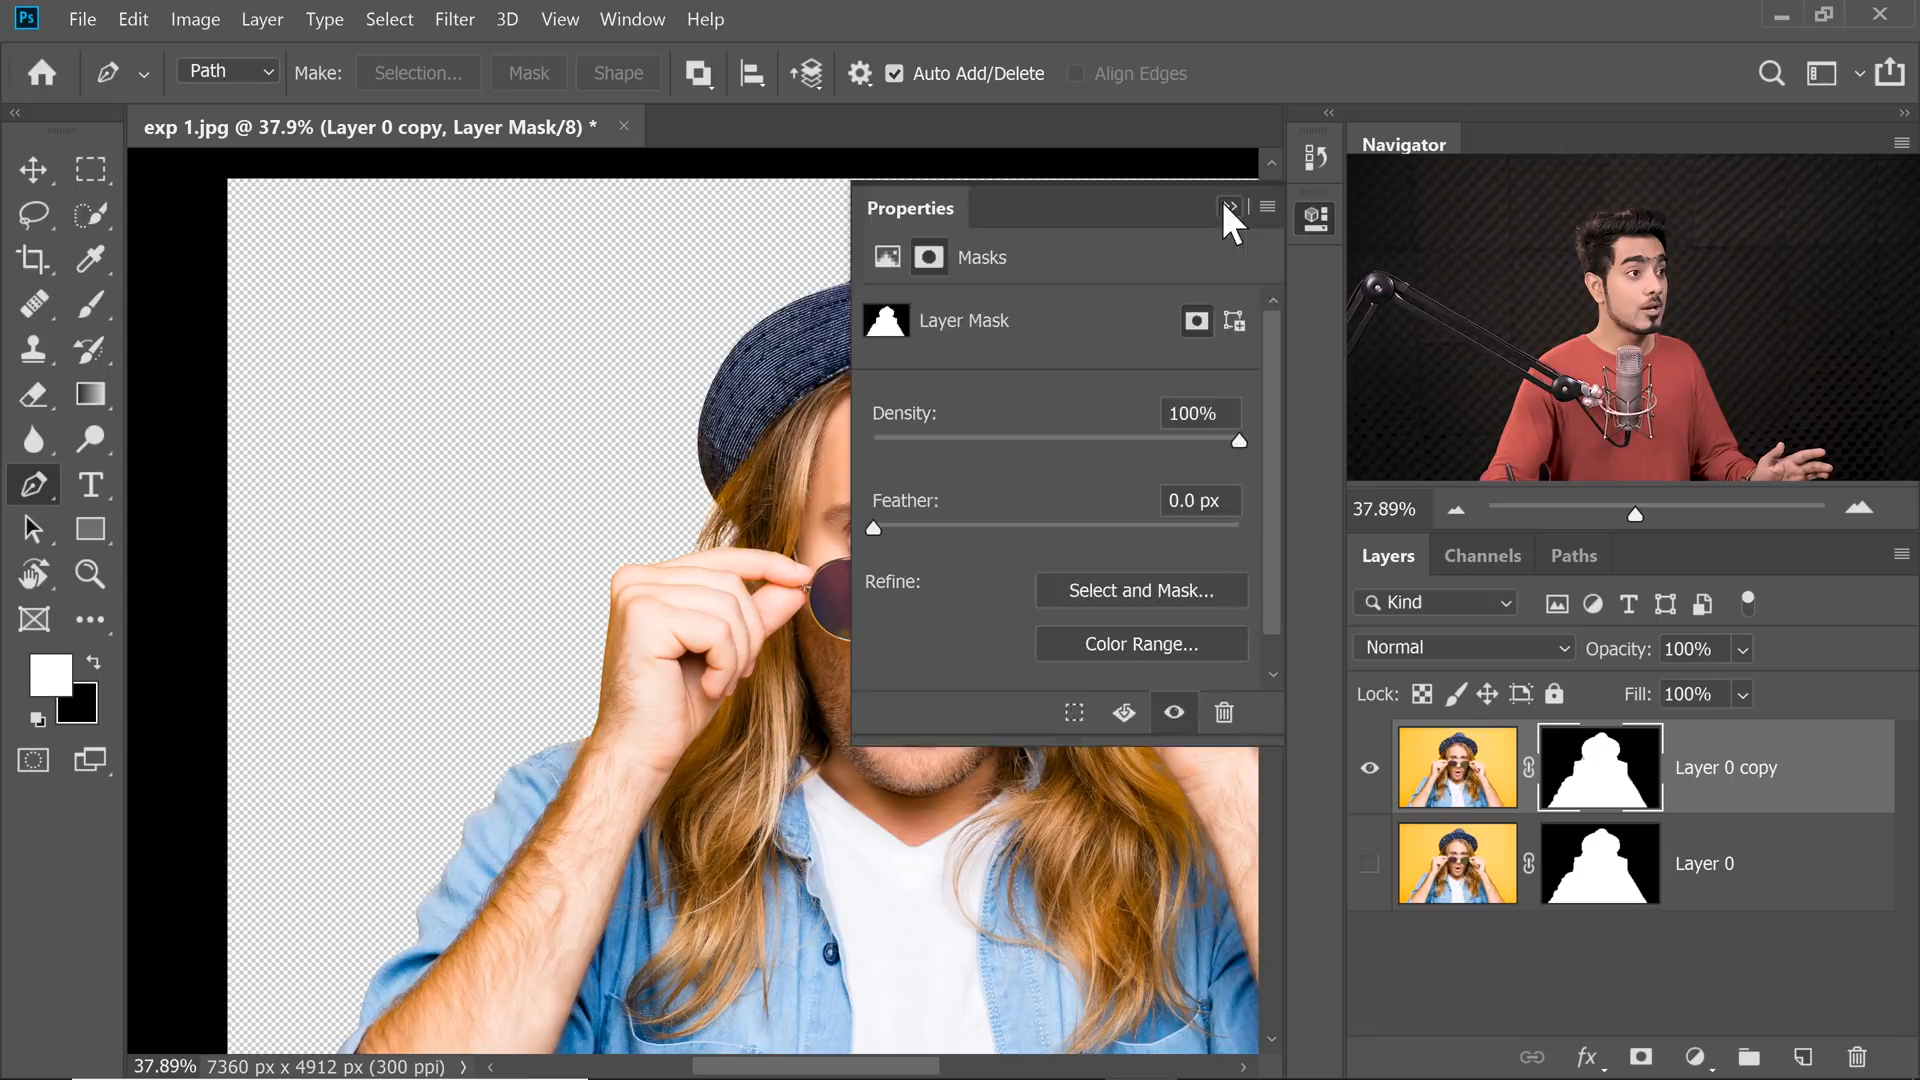 Ps File Edit Image Layer Type Select Filter 3D View Window Help
Path Make: Selection... Mask Shape Auto Add/Delete Align Edges
exp 1.jpg @ 37.9% (Layer 0 copy, Layer Mask/8) *
Navigator
Properties
Masks
Layer Mask
Density: 100%
Feather: 0.0 px
Refine: Select and Mask...
Color Range...
37.89%
Layers Channels Paths
Kind
Normal Opacity: 100%
Lock: Fill: 100%
Layer 0 copy
Layer 0
fx
37.89% 7360 px x 4912 px (300 ppi)